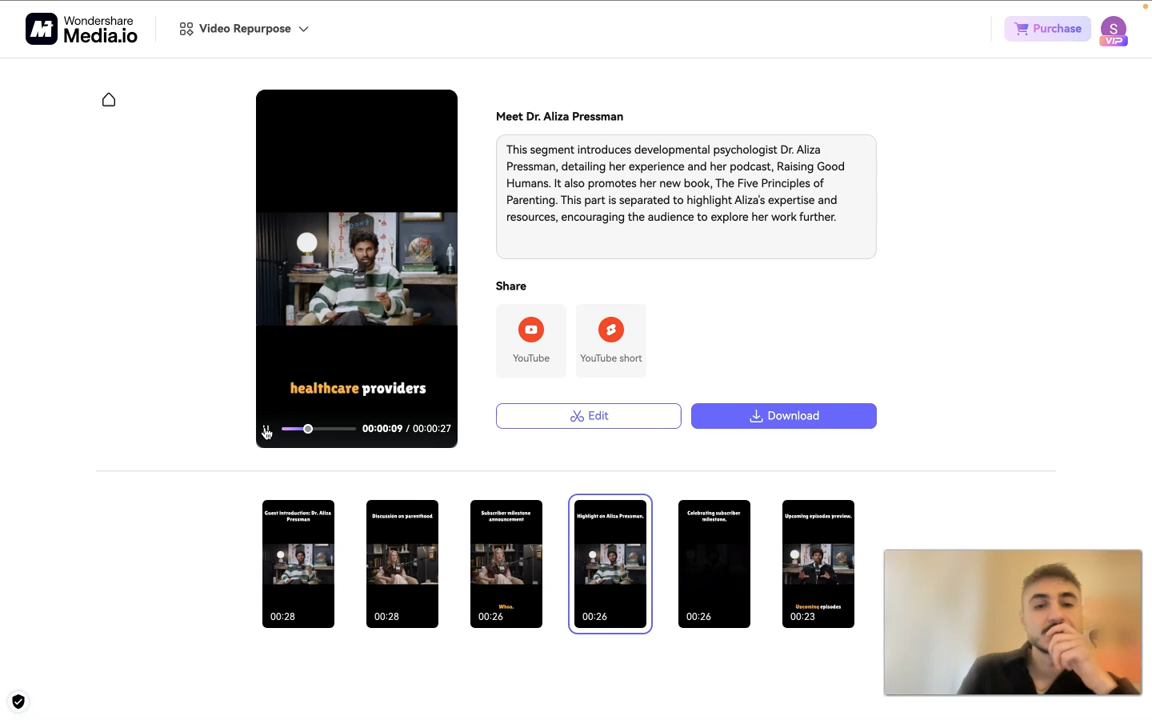 Wondershare
Media.io
Video Repurpose
Purchase
S
VIP
Meet Dr. Aliza Pressman
This segment introduces developmental psychologist Dr. Aliza
Pressman, detailing her experience and her podcast, Raising Good
Humans. It also promotes her new book, The Five Principles of
Parenting. This part is separated to highlight Aliza's expertise and
resources, encouraging the audience to explore her work further.
healthcare providers
00:00:09 / 00:00:27
Share
YouTube
YouTube short
Edit
Download
Guest introduction: Dr. Aliza
Pressman
00:28
Discussion on parenthood
00:28
Subscriber milestone
announcement
Whoa.
00:26
Highlight on Aliza Pressman.
00:26
Celebrating subscriber
milestone.
00:26
Upcoming episodes preview.
Upcoming episodes
00:23